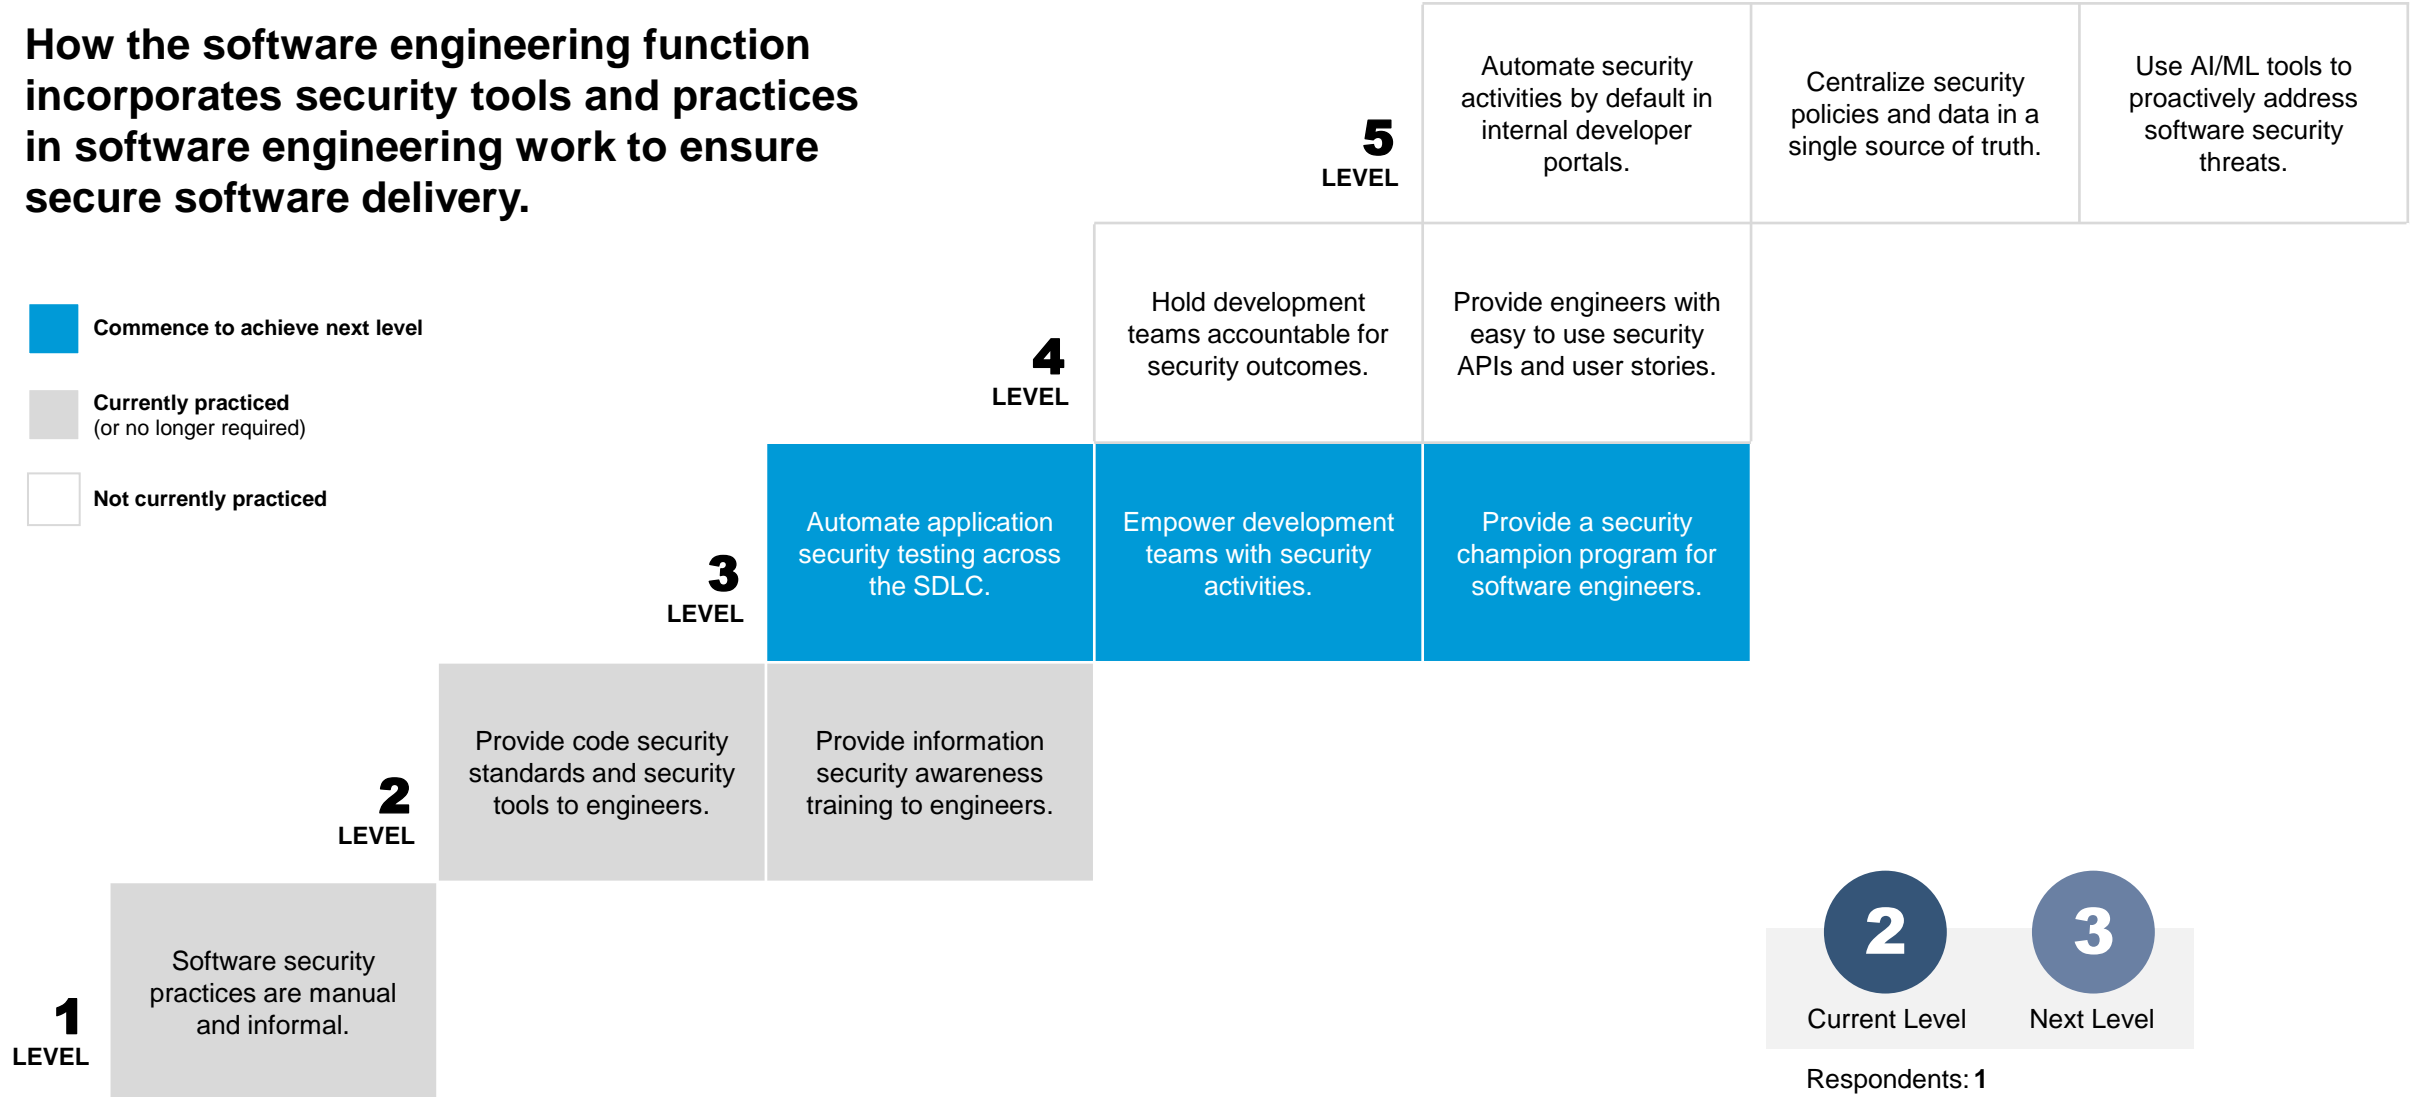 How the software engineering function
incorporates security tools and practices
in software engineering work to ensure
secure software delivery.
Commence to achieve next level
Currently practiced
(or no longer required)
Not currently practiced
5
LEVEL
Automate security
activities by default in
internal developer
portals.
Centralize security
policies and data in a
single source of truth.
Use AI/ML tools to
proactively address
software security
threats.
4
LEVEL
Hold development
teams accountable for
security outcomes.
Provide engineers with
easy to use security
APIs and user stories.
3
LEVEL
Automate application
security testing across
the SDLC.
Empower development
teams with security
activities.
Provide a security
champion program for
software engineers.
2
LEVEL
Provide code security
standards and security
tools to engineers.
Provide information
security awareness
training to engineers.
1
LEVEL
Software security
practices are manual
and informal.
2
Current Level
3
Next Level
Respondents: 1